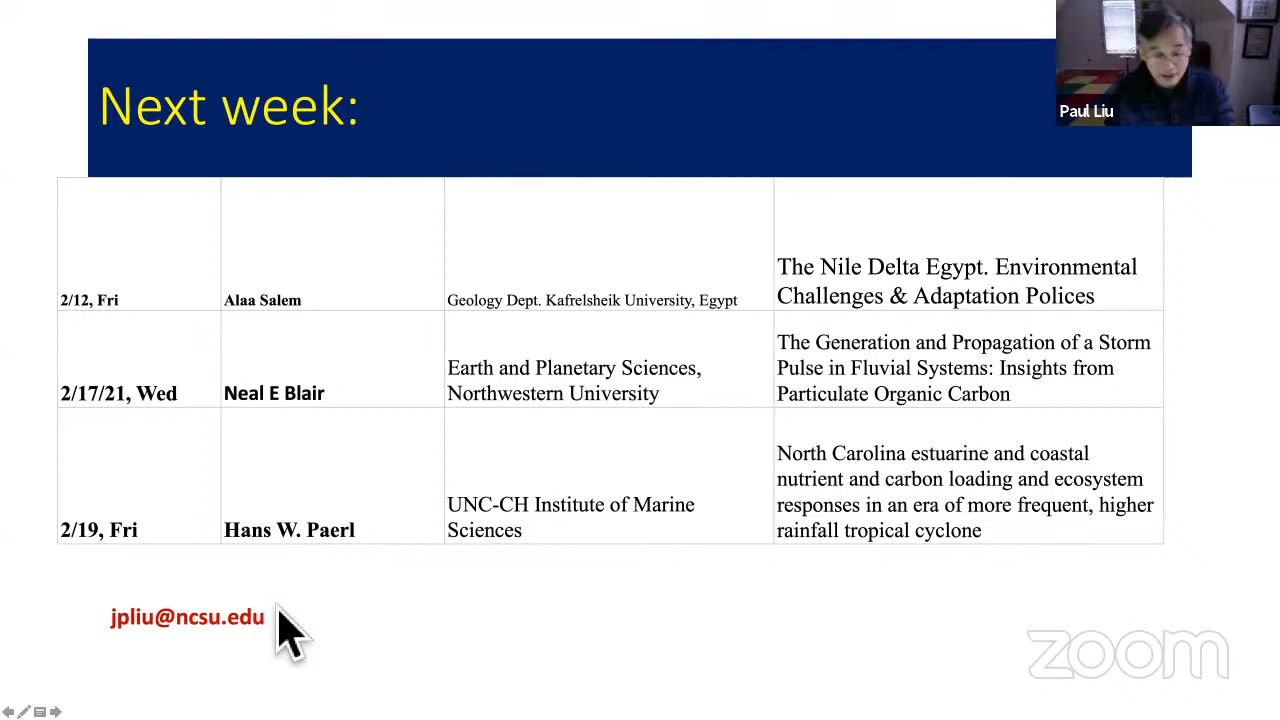 Next week:
Paul Liu
2/12, Fri
Alaa Salem
Geology Dept. Kafrelsheik University, Egypt
The Nile Delta Egypt. Environmental
Challenges & Adaptation Polices
2/17/21, Wed
Neal E Blair
Earth and Planetary Sciences,
Northwestern University
The Generation and Propagation of a Storm
Pulse in Fluvial Systems: Insights from
Particulate Organic Carbon
2/19, Fri
Hans W. Paerl
UNC-CH Institute of Marine
Sciences
North Carolina estuarine and coastal
nutrient and carbon loading and ecosystem
responses in an era of more frequent, higher
rainfall tropical cyclone
jpliu@ncsu.edu
zoom